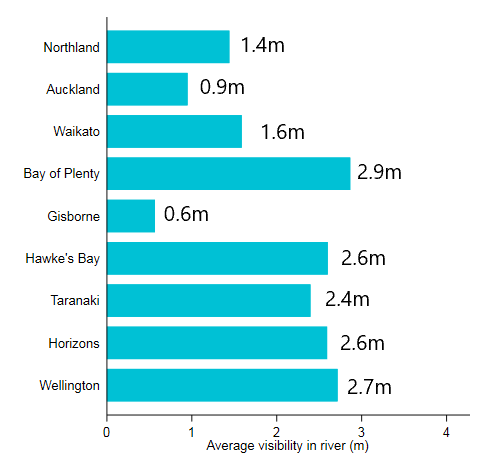 Northland 1.4m
Auckland 0.9m
Waikato 1.6m
Bay of Plenty 2.9m
Gisborne 0.6m
Hawke's Bay 2.6m
Taranaki 2.4m
Horizons 2.6m
Wellington 2.7m
0 1 2 3 4
Average visibility in river (m)